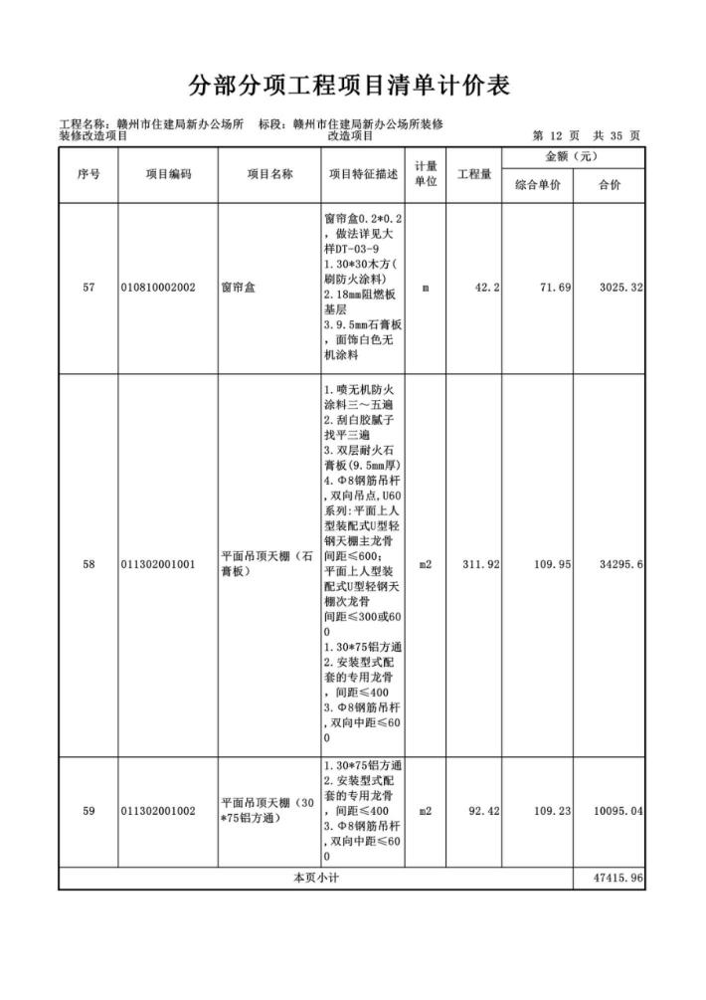 分部分项工程项目清单计价表
工程名称：赣州市住建局新办公场所
装修改造项目
标段：赣州市住建局新办公场所装修
改造项目
第 12 页 共 35 页
序号
项目编码
项目名称
项目特征描述
计量
单位
工程量
金额（元）
综合单价
合价
57
010810002002
窗帘盒
窗帘盒0.2*0.2
，做法详见大
样DT-03-9
1.30*30木方(
刷防火涂料)
2.18mm阻燃板
基层
3.9.5mm石膏板
，面饰白色无
机涂料
m
42.2
71.69
3025.32
58
011302001001
平面吊顶天棚（石
膏板）
1.喷无机防火
涂料三～五遍
2.刮白胶腻子
找平三遍
3.双层耐火石
膏板(9.5mm厚)
4.Φ8钢筋吊杆
,双向吊点,U60
系列:平面上人
型装配式U型轻
钢天棚主龙骨
间距≤600;
平面上人型装
配式U型轻钢天
棚次龙骨
间距≤300或60
0
1.30*75铝方通
2.安装型式配
套的专用龙骨
，间距≤400
3.Φ8钢筋吊杆
,双向中距≤60
0
m2
311.92
109.95
34295.6
59
011302001002
平面吊顶天棚（30
*75铝方通）
1.30*75铝方通
2.安装型式配
套的专用龙骨
，间距≤400
3.Φ8钢筋吊杆
,双向中距≤60
0
m2
92.42
109.23
10095.04
本页小计
47415.96